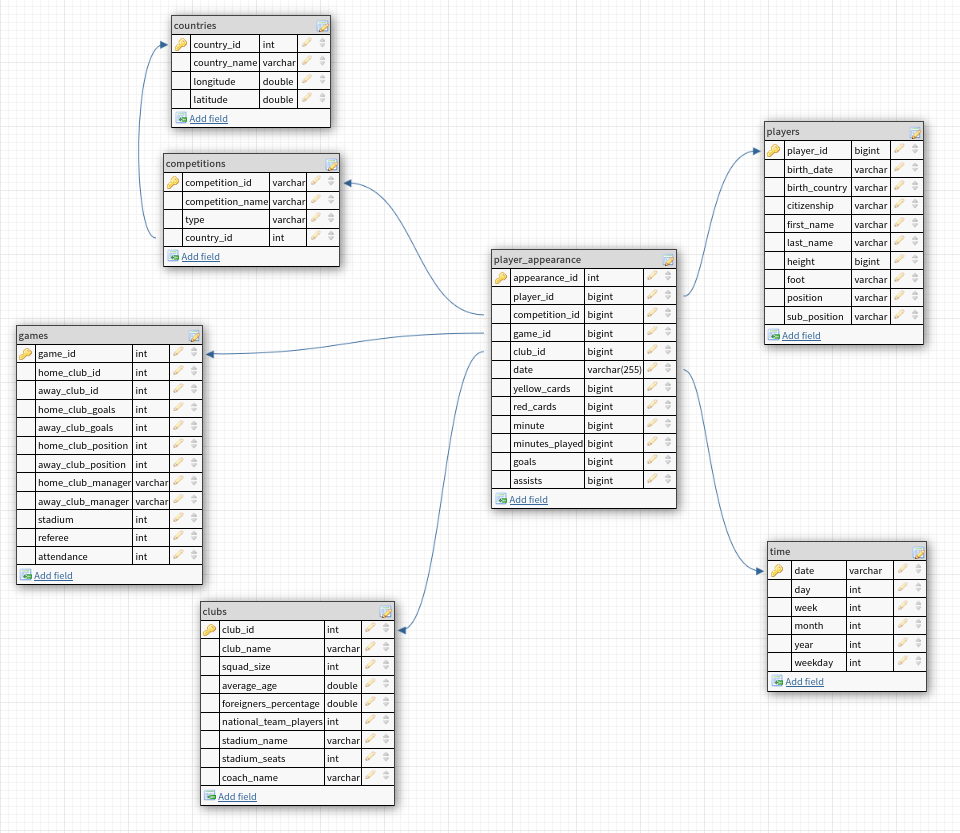 countries
country_id int
country_name varchar
longitude double
latitude double
Add field
competitions
competition_id varchar
competition_name varchar
type varchar
country_id int
Add field
players
player_id bigint
birth_date varchar
birth_country varchar
citizenship varchar
first_name varchar
last_name varchar
height bigint
foot varchar
position varchar
sub_position varchar
Add field
player_appearance
appearance_id int
player_id bigint
competition_id bigint
game_id bigint
club_id bigint
date varchar(255)
yellow_cards bigint
red_cards bigint
minute bigint
minutes_played bigint
goals bigint
assists bigint
Add field
games
game_id int
home_club_id int
away_club_id int
home_club_goals int
away_club_goals int
home_club_position int
away_club_position int
home_club_manager varchar
away_club_manager varchar
stadium int
referee int
attendance int
Add field
clubs
club_id int
club_name varchar
squad_size int
average_age double
foreigners_percentage double
national_team_players int
stadium_name varchar
stadium_seats int
coach_name varchar
Add field
time
date varchar
day int
week int
month int
year int
weekday int
Add field